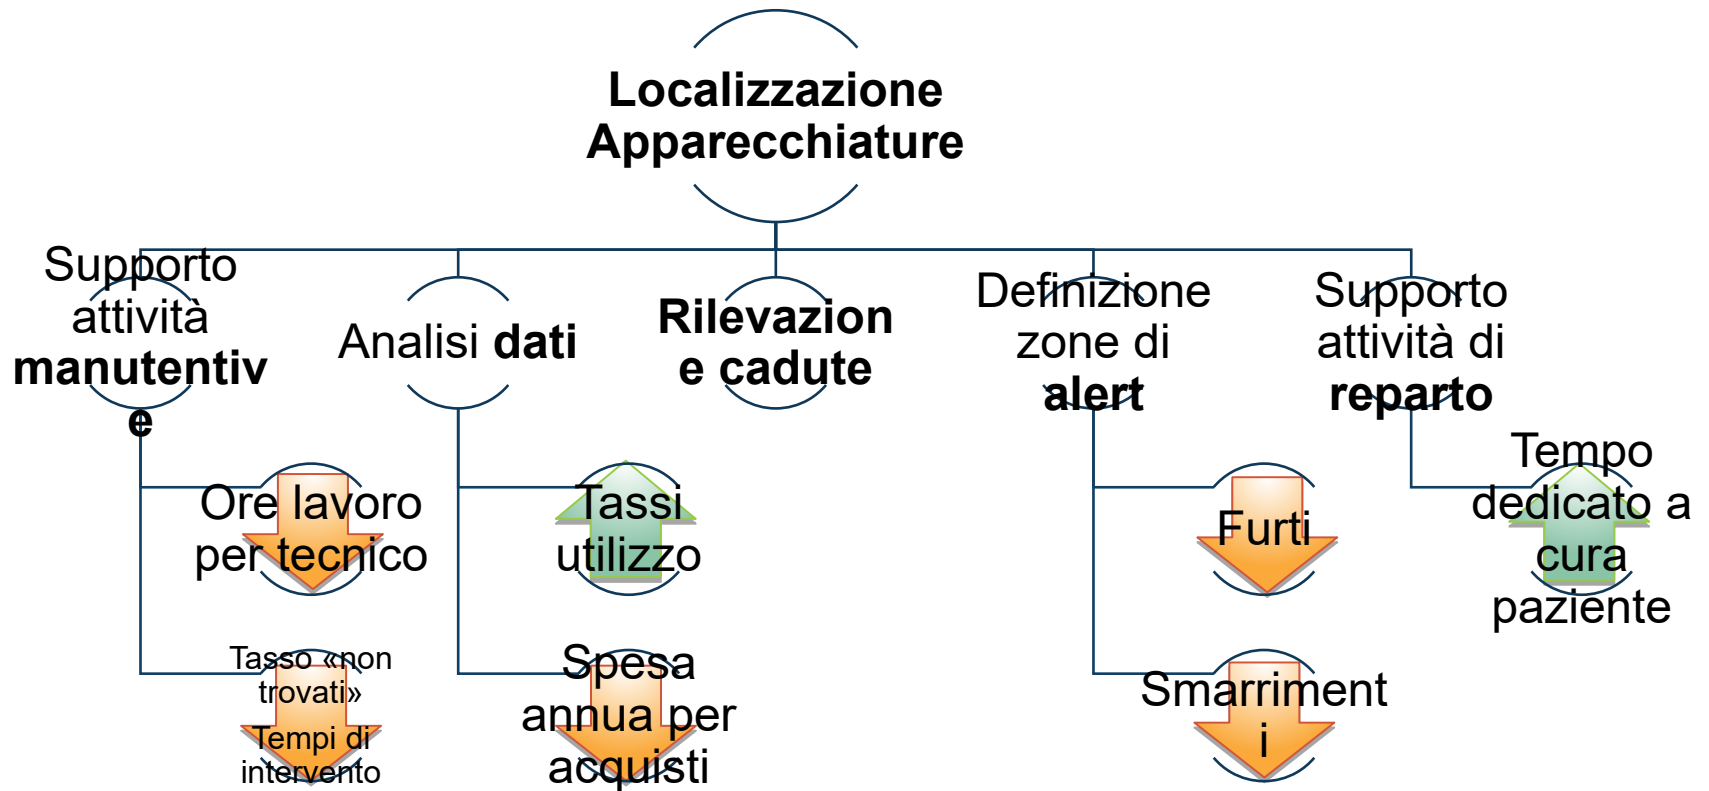 Localizzazione
Apparecchiature
Supporto
attività
manutentiv
e
Analisi dati
Rilevazion
e cadute
Definizione
zone di
alert
Supporto
attività di
reparto
Ore lavoro
per tecnico
Tasso «non
trovati»
Tempi di
intervento
Tassi
utilizzo
Spesa
annua per
acquisti
Furti
Smarriment
i
Tempo
dedicato a
cura
paziente